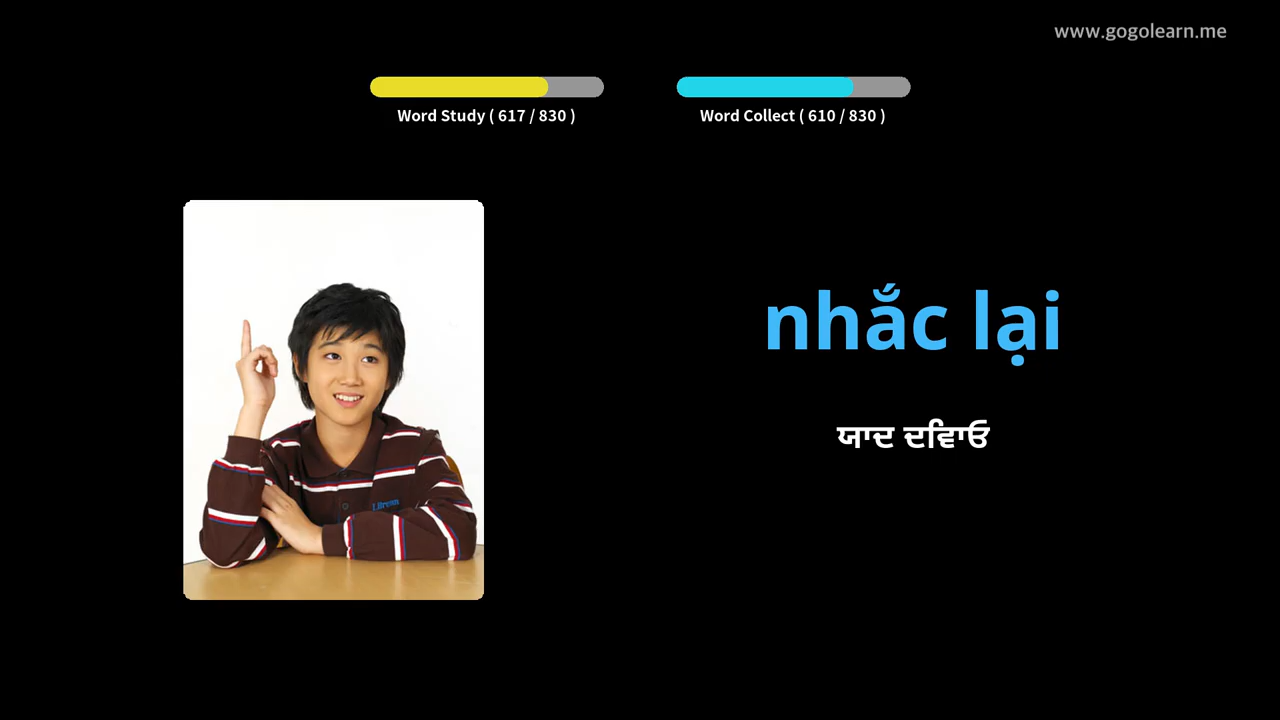 www.gogolearn.me
Word Study ( 617 / 830 )
Word Collect ( 610 / 830 )
nhắc lại
ਯਾਦ ਦਵਿਾਓ